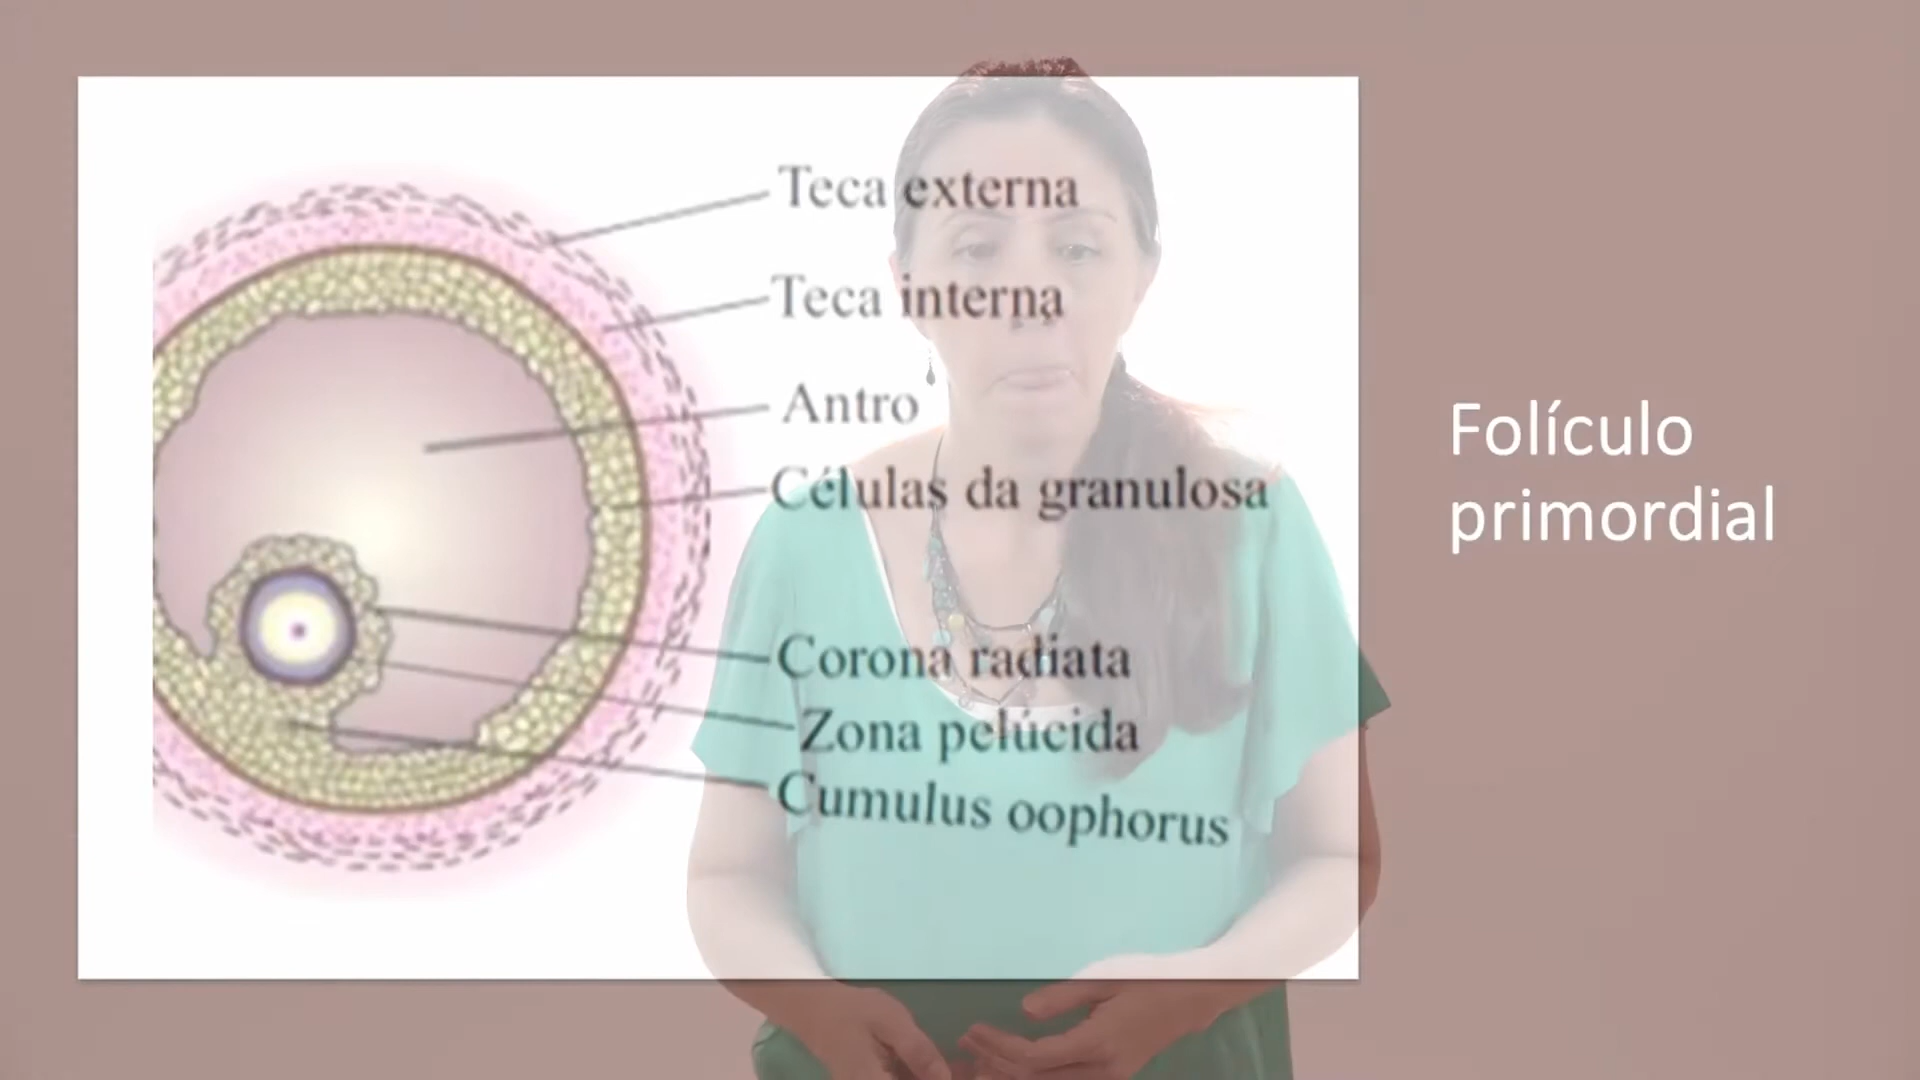 Teca externa
Teca interna
Antro
Células da granulosa
Corona radiata
Zona pelúcida
Cumulus oophorus
Folículo
primordial